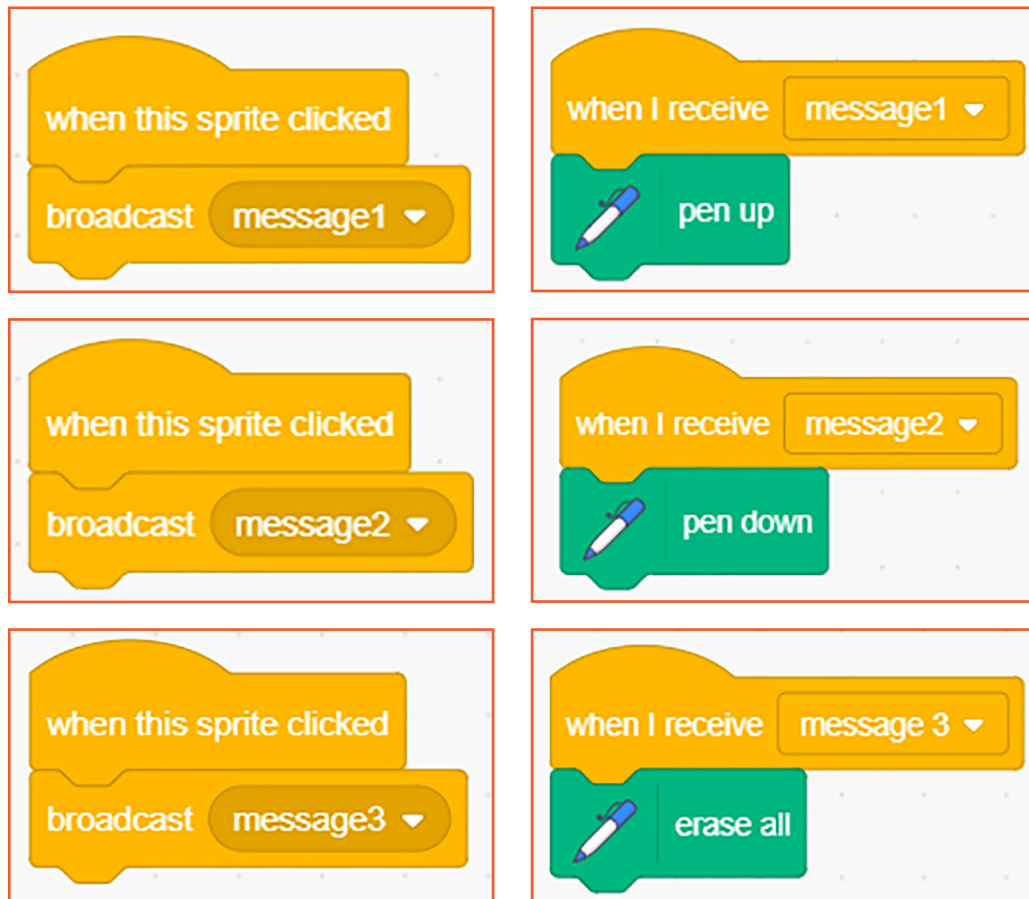 when this sprite clicked
broadcast message1
when I receive message1
pen up
when this sprite clicked
broadcast message2
when I receive message2
pen down
when this sprite clicked
broadcast message3
when I receive message 3
erase all